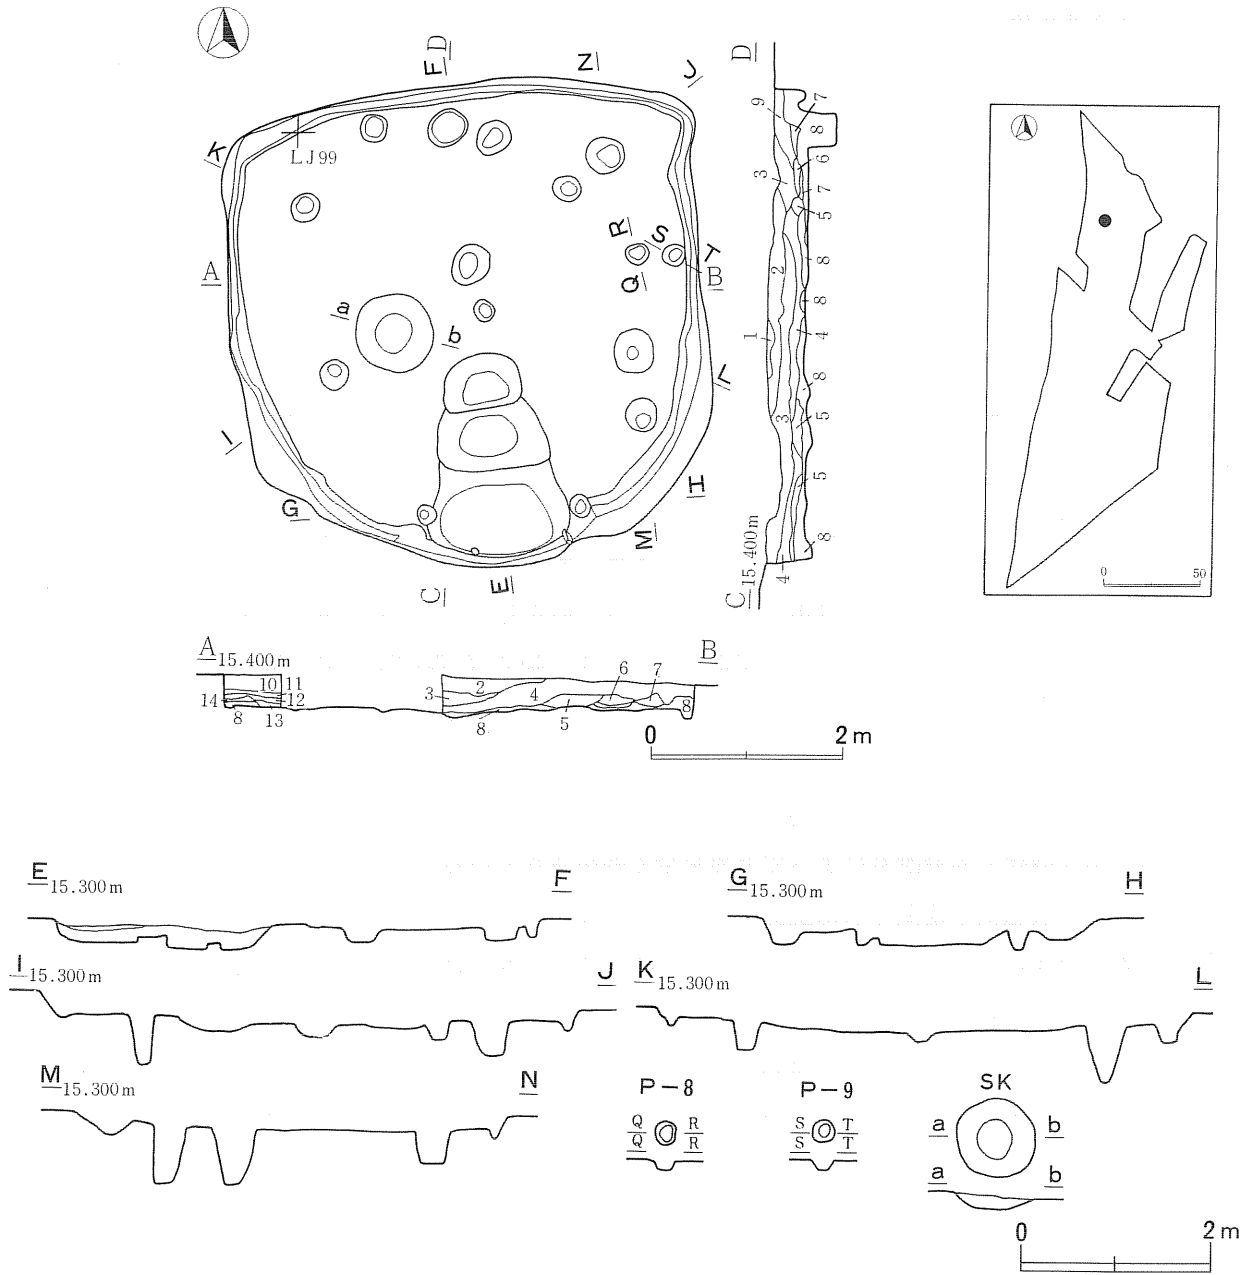 F D Z J
K
LJ99
A
R S T
Q B
a
b
L
I
G H
M
C E
D
9 7
8
6
3 7
5
2 8
8
1 4
8
3 5
5
8
4
C 15.400m
0 50
A 15.400m B
10 11
14 12
8 13
3 2 4 6 7
8 5 8
0 2m
E 15.300m F
G 15.300m H
I 15.300m J
K 15.300m L
M 15.300m N
P-8
Q R
Q R
P-9
S T
S T
SK
a b
a b
0 2m